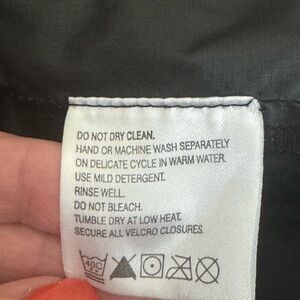 DO NOT DRY CLEAN.
HAND OR MACHINE WASH SEPARATELY
ON DELICATE CYCLE IN WARM WATER.
USE MILD DETERGENT.
RINSE WELL.
DO NOT BLEACH.
TUMBLE DRY AT LOW HEAT.
SECURE ALL VELCRO CLOSURES.
40C